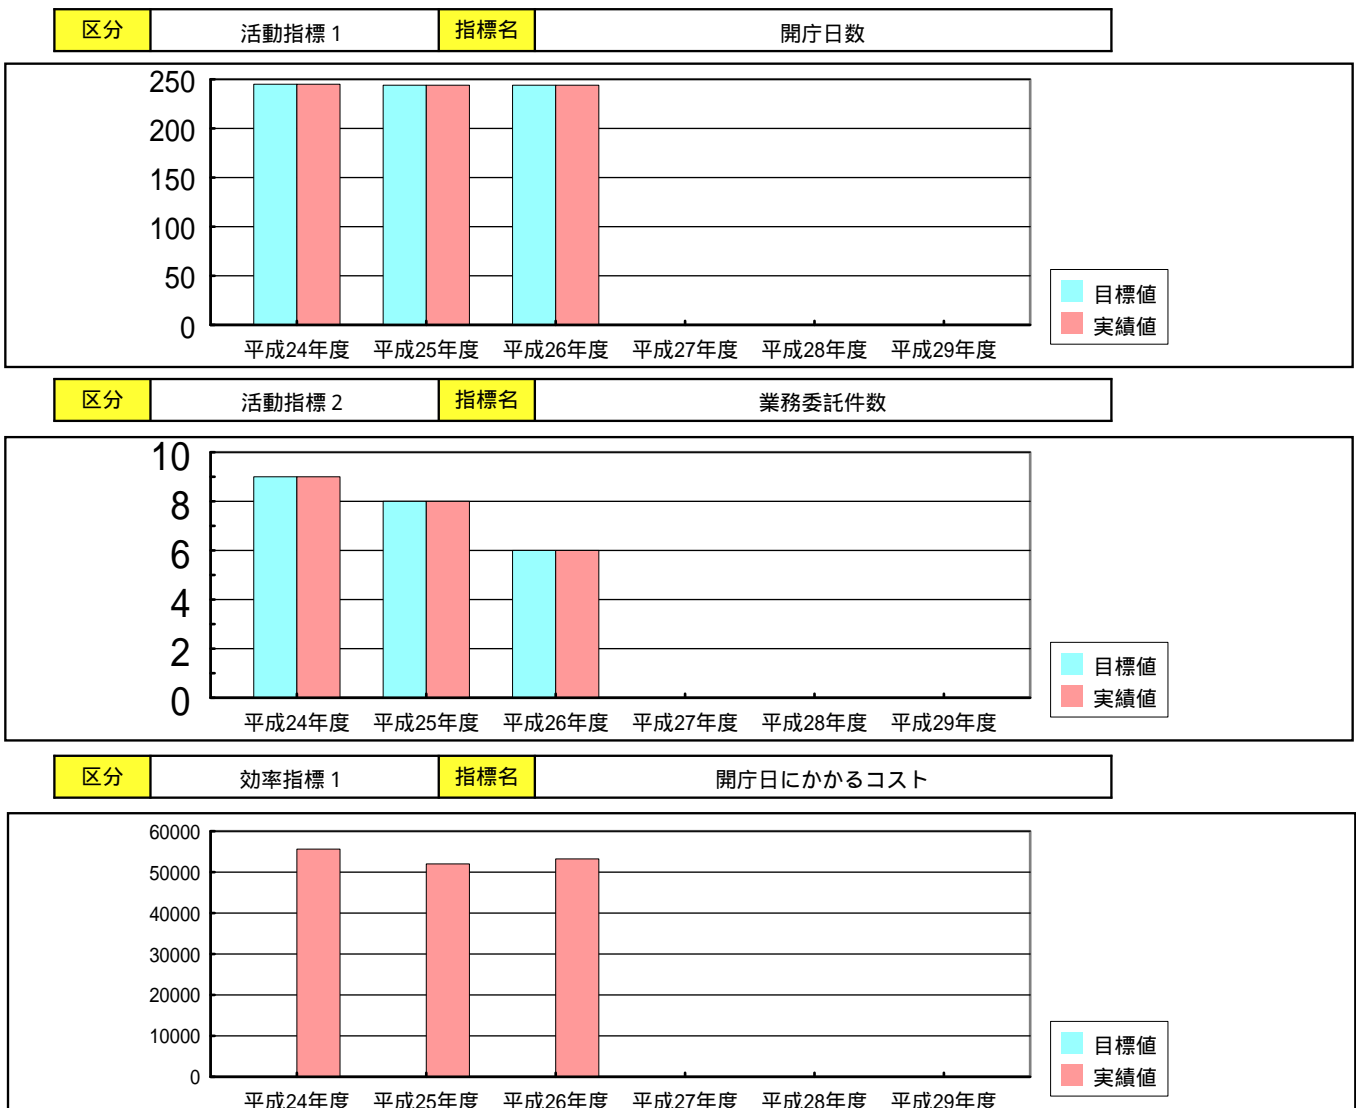 区分 活動指標1 指標名 開庁日数
250
200
150
100
50
0
平成24年度 平成25年度 平成26年度 平成27年度 平成28年度 平成29年度
目標値
実績値
区分 活動指標2 指標名 業務委託件数
10
8
6
4
2
0
平成24年度 平成25年度 平成26年度 平成27年度 平成28年度 平成29年度
目標値
実績値
区分 効率指標1 指標名 開庁日にかかるコスト
60000
50000
40000
30000
20000
10000
0
平成24年度 平成25年度 平成26年度 平成27年度 平成28年度 平成29年度
目標値
実績値